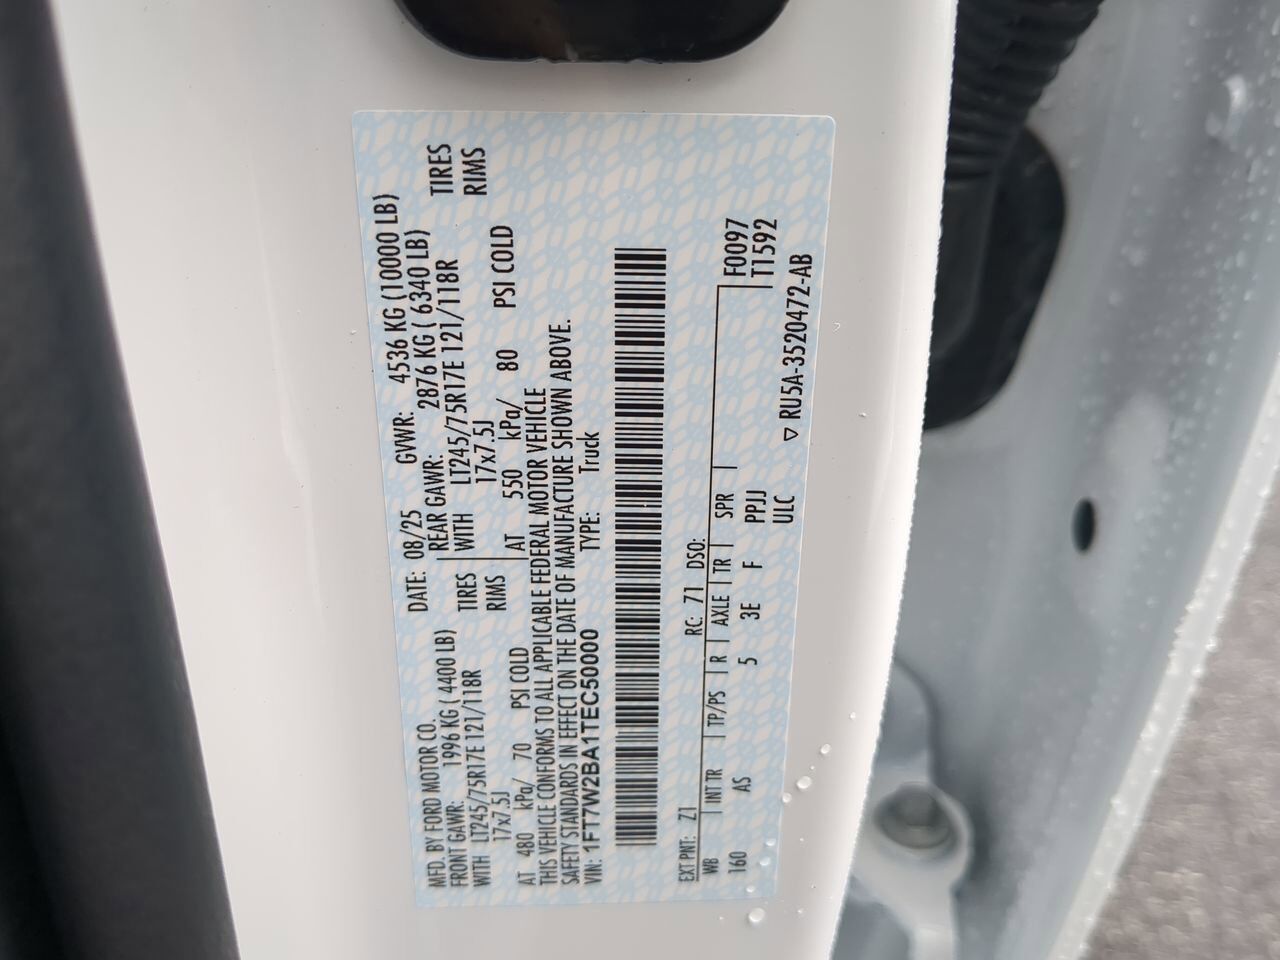 MFD. BY FORD MOTOR CO.
DATE: 08/25 GVWR: 4536 KG (10000 LB)
FRONT GAWR: 1996 KG ( 4400 LB) REAR GAWR: 2876 KG ( 6340 LB)
WITH LT245/75R17E 121/118R TIRES WITH LT245/75R17E 121/118R TIRES
17x7.5J RIMS 17x7.5J RIMS
AT 480 kPa/ 70 PSI COLD AT 550 kPa/ 80 PSI COLD
THIS VEHICLE CONFORMS TO ALL APPLICABLE FEDERAL MOTOR VEHICLE
SAFETY STANDARDS IN EFFECT ON THE DATE OF MANUFACTURE SHOWN ABOVE.
VIN: 1FT7W2BA1TEC50000 TYPE: Truck
EXT PNT: Z1 RC: 71 DSO:
WB INT TR TP/PS R AXLE TR SPR F0097
160 AS 5 3E F PPJJ T1592
ULC
▽ RU5A-3520472-AB